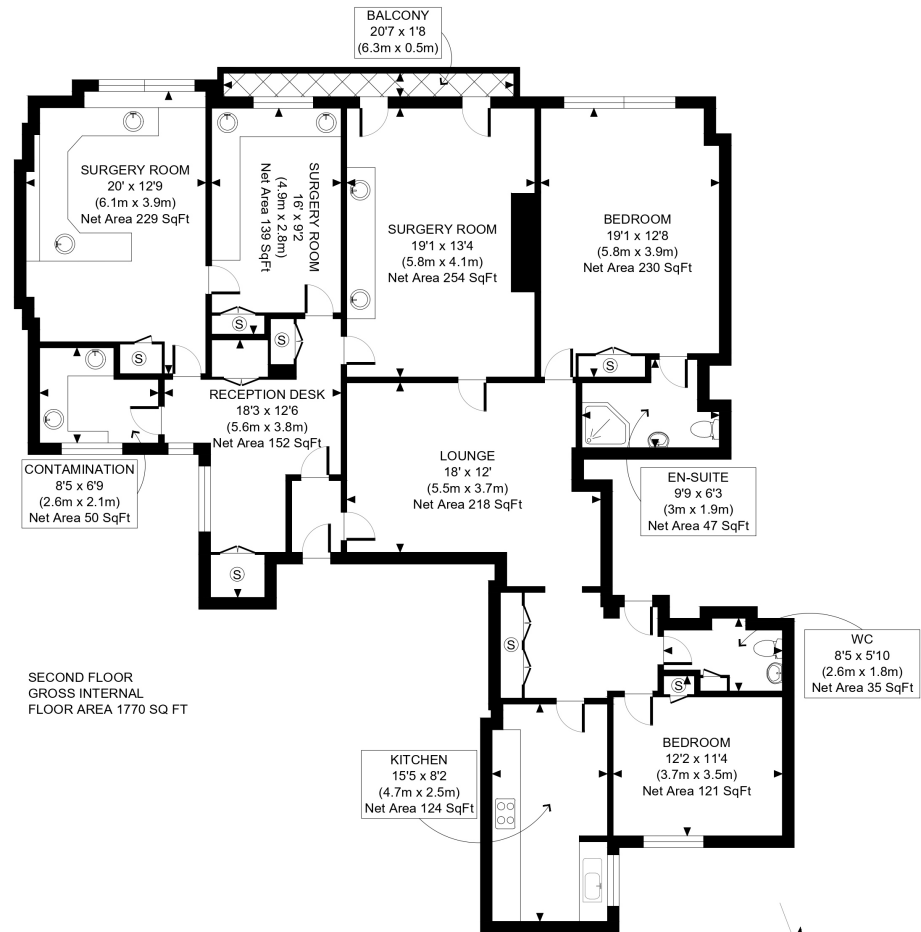 BALCONY
20'7 x 1'8
(6.3m x 0.5m)
SURGERY ROOM
20' x 12'9
(6.1m x 3.9m)
Net Area 229 SqFt
SURGERY ROOM
16' x 9'2
(4.9m x 2.8m)
Net Area 139 SqFt
SURGERY ROOM
19'1 x 13'4
(5.8m x 4.1m)
Net Area 254 SqFt
BEDROOM
19'1 x 12'8
(5.8m x 3.9m)
Net Area 230 SqFt
S
S
S
S
RECEPTION DESK
18'3 x 12'6
(5.6m x 3.8m)
Net Area 152 SqFt
CONTAMINATION
8'5 x 6'9
(2.6m x 2.1m)
Net Area 50 SqFt
LOUNGE
18' x 12'
(5.5m x 3.7m)
Net Area 218 SqFt
EN-SUITE
9'9 x 6'3
(3m x 1.9m)
Net Area 47 SqFt
S
S
S
WC
8'5 x 5'10
(2.6m x 1.8m)
Net Area 35 SqFt
SECOND FLOOR
GROSS INTERNAL
FLOOR AREA 1770 SQ FT
KITCHEN
15'5 x 8'2
(4.7m x 2.5m)
Net Area 124 SqFt
BEDROOM
12'2 x 11'4
(3.7m x 3.5m)
Net Area 121 SqFt